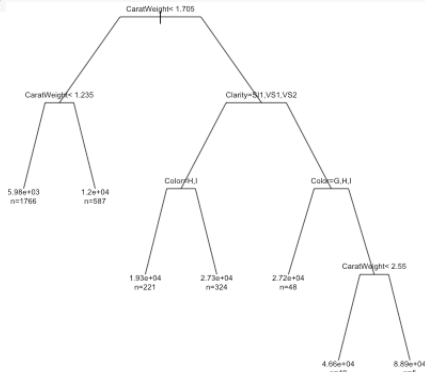 CaratWeight< 1.705
CaratWeight< 1.235
Clarity=SI1,VS1,VS2
5.98e+03
n=1766
1.2e+04
n=587
Color=H,I
Color=G,H,I
1.93e+04
n=221
2.73e+04
n=324
2.72e+04
n=48
CaratWeight< 2.55
4.66e+04
8.89e+04